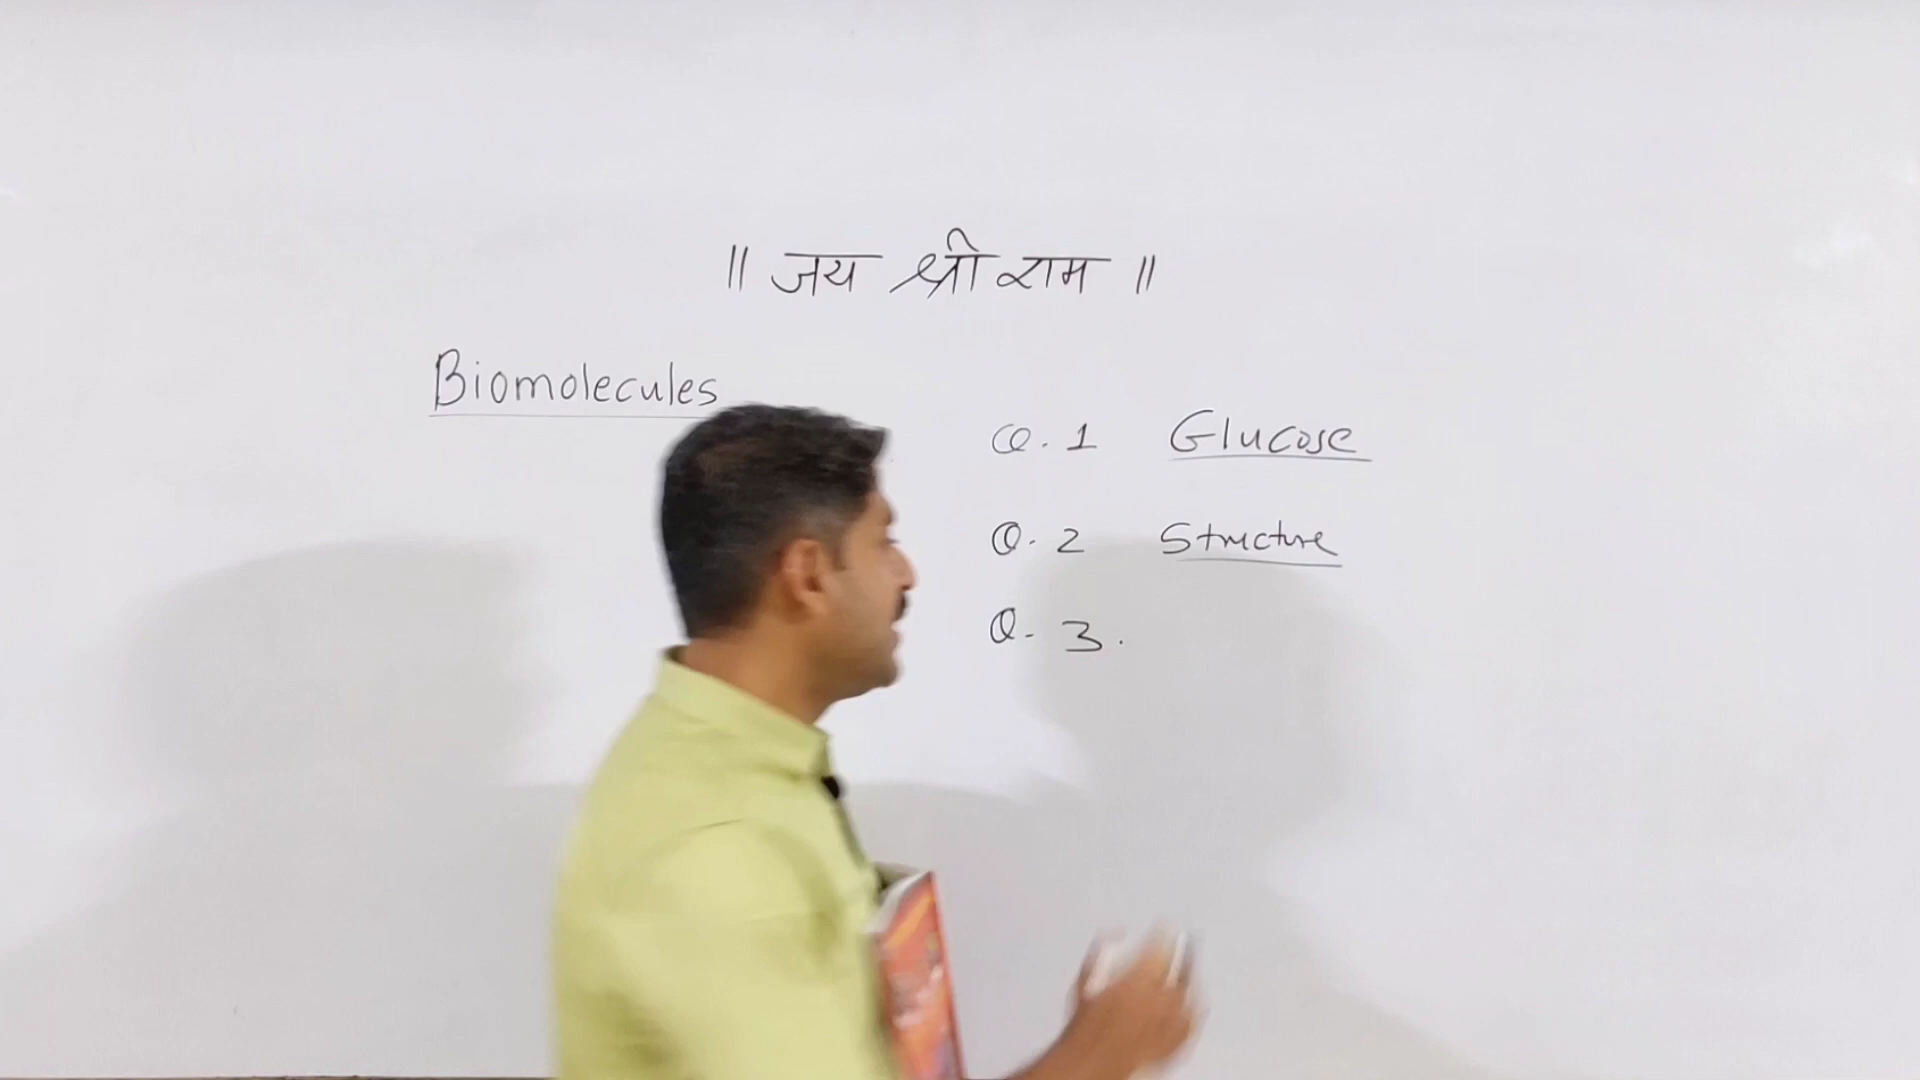 ॥ जय श्री राम ॥
Biomolecules
Q. 1 Glucose
Q. 2 Structure
Q. 3.